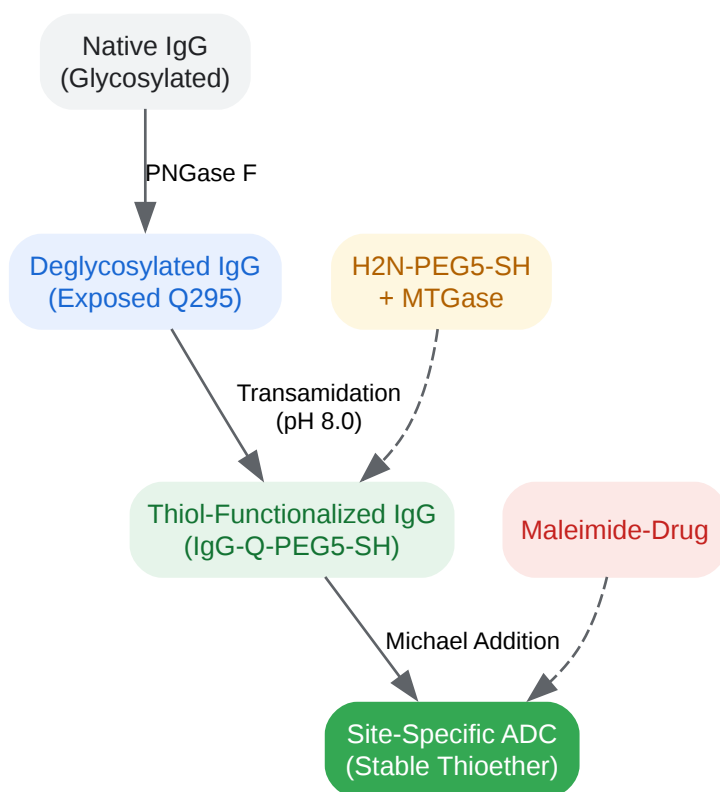 Native IgG
(Glycosylated)
PNGase F
Deglycosylated IgG
(Exposed Q295)
H2N-PEG5-SH
+ MTGase
Transamidation
(pH 8.0)
Thiol-Functionalized IgG
(IgG-Q-PEG5-SH)
Maleimide-Drug
Michael Addition
Site-Specific ADC
(Stable Thioether)